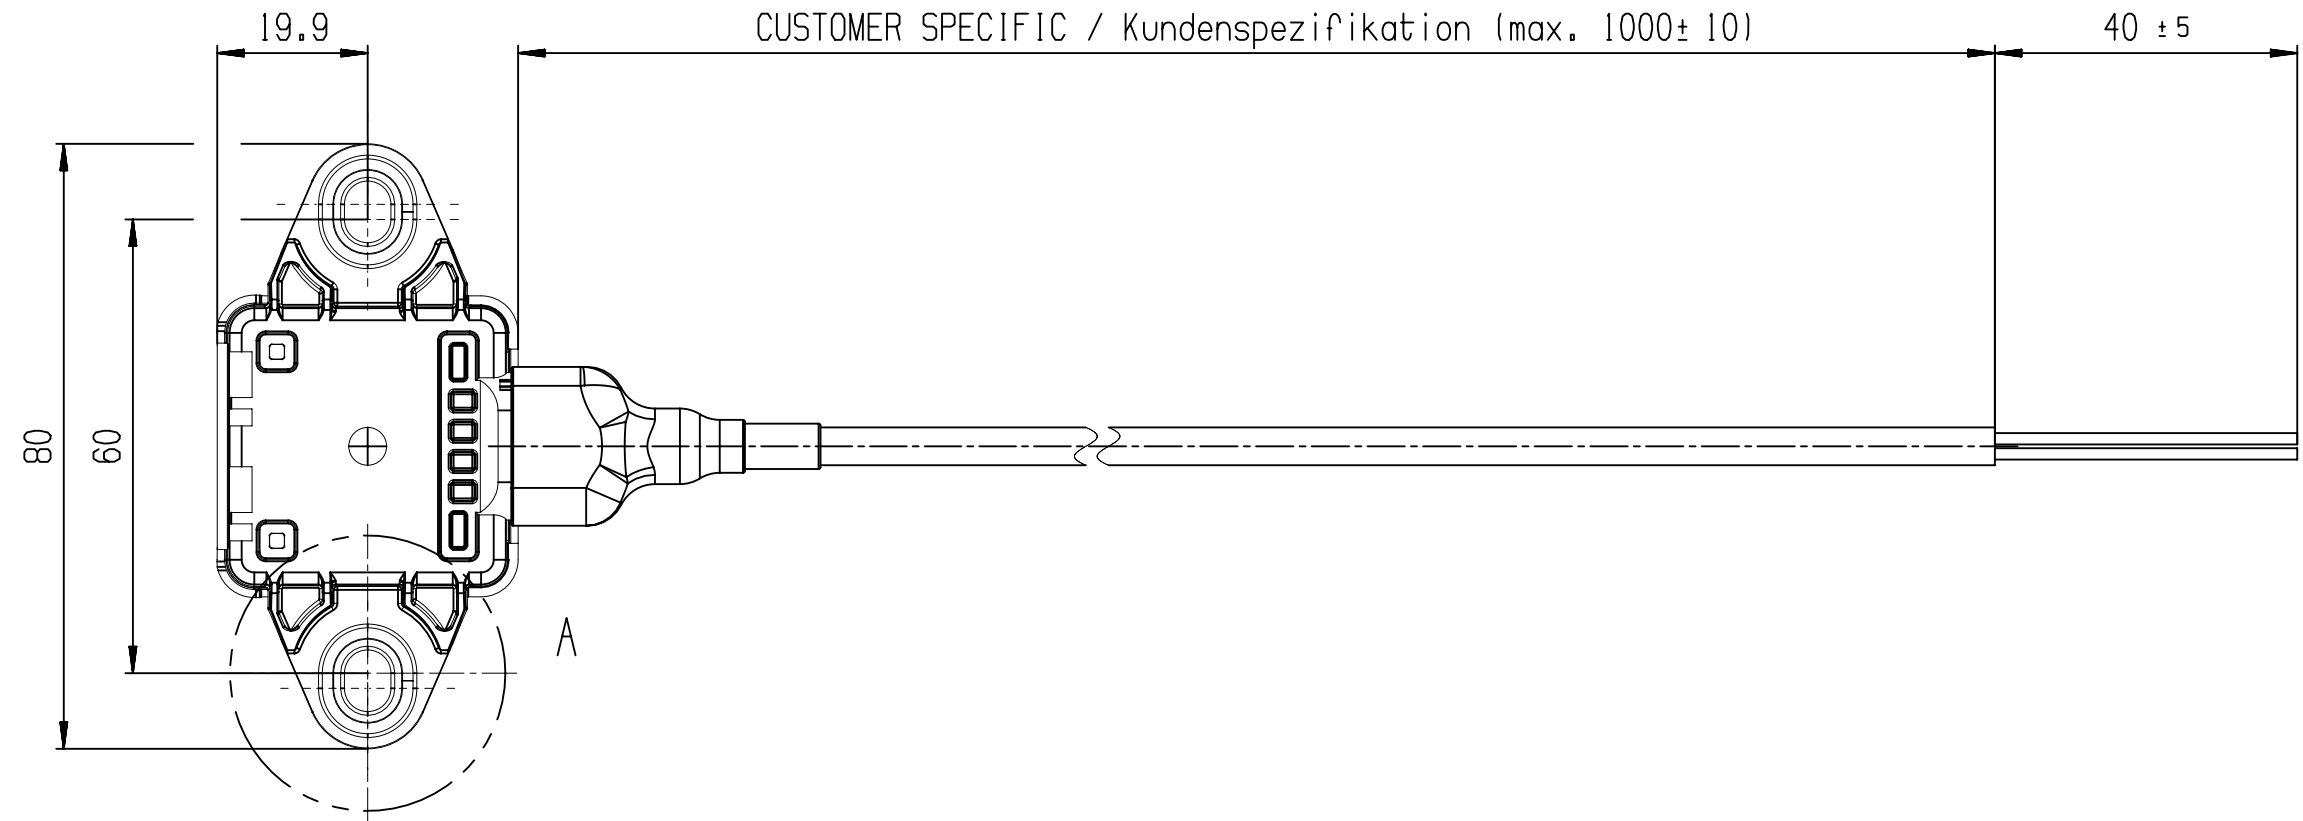 19.9
CUSTOMER SPECIFIC / Kundenspezifikation (max. 1000± 10)
40 ±5
80
60
A